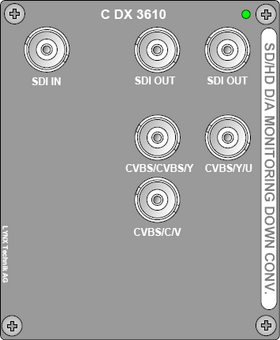 C DX 3610
SDI IN
SDI OUT
SDI OUT
CVBS/CVBS/Y
CVBS/Y/U
CVBS/C/V
SD/HD D/A MONITORING DOWN CONV.
LYNX Technik AG